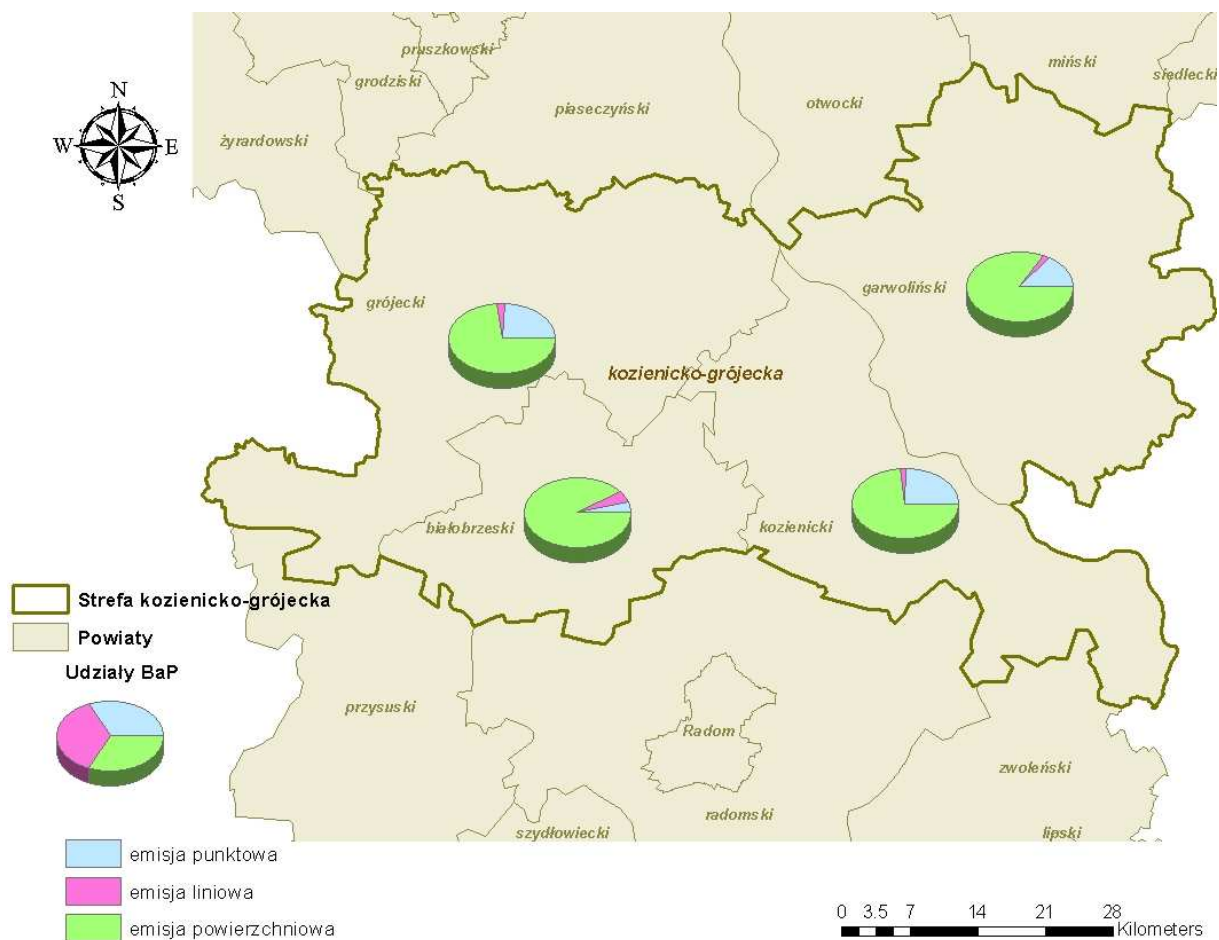 pruszkowski
miński
grodziski
siedlecki
N
piaseczyński
otwocki
żyrardowski
W
E
S
grójecki
garwoliński
kozienicko-grójecka
białobrzeski
kozienicki
Strefa kozienicko-grójecka
Powiaty
Udziały BaP
przysuski
Radom
zwoleński
radomski
szydłowiecki
lipski
emisja punktowa
emisja liniowa
emisja powierzchniowa
0 3.5 7 14 21 28
Kilometers